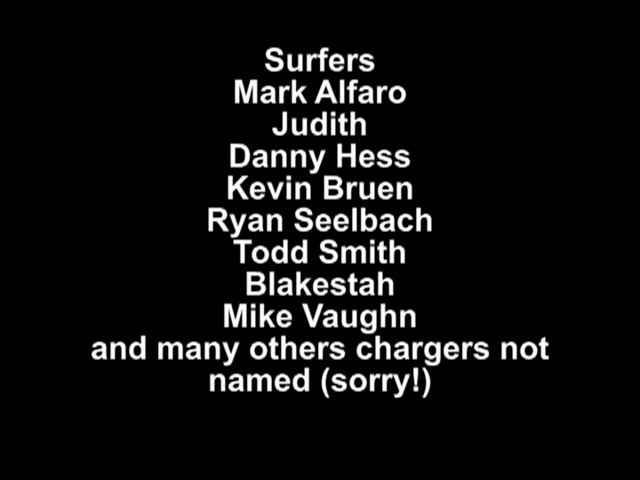 Surfers
Mark Alfaro
Judith
Danny Hess
Kevin Bruen
Ryan Seelbach
Todd Smith
Blakestah
Mike Vaughn
and many others chargers not
named (sorry!)